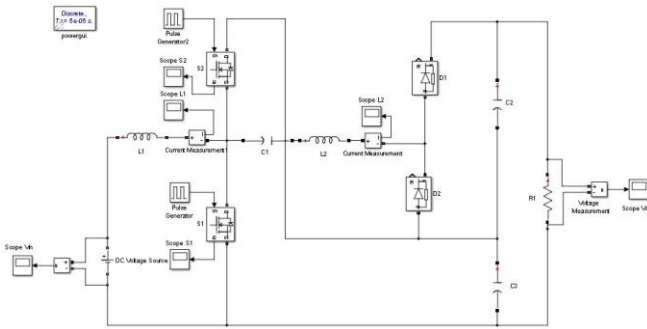 Discrete,
powergui
Pulse
Generator2
Scope S2
S2
Scope L1
L1
Current Measurement1
C1
Scope L2
L2
Current Measurement
D1
D2
C2
R1
Voltage
Measurement
Pulse
Generator
S1
Scope S1
Scope Vin
DC Voltage Source
C3